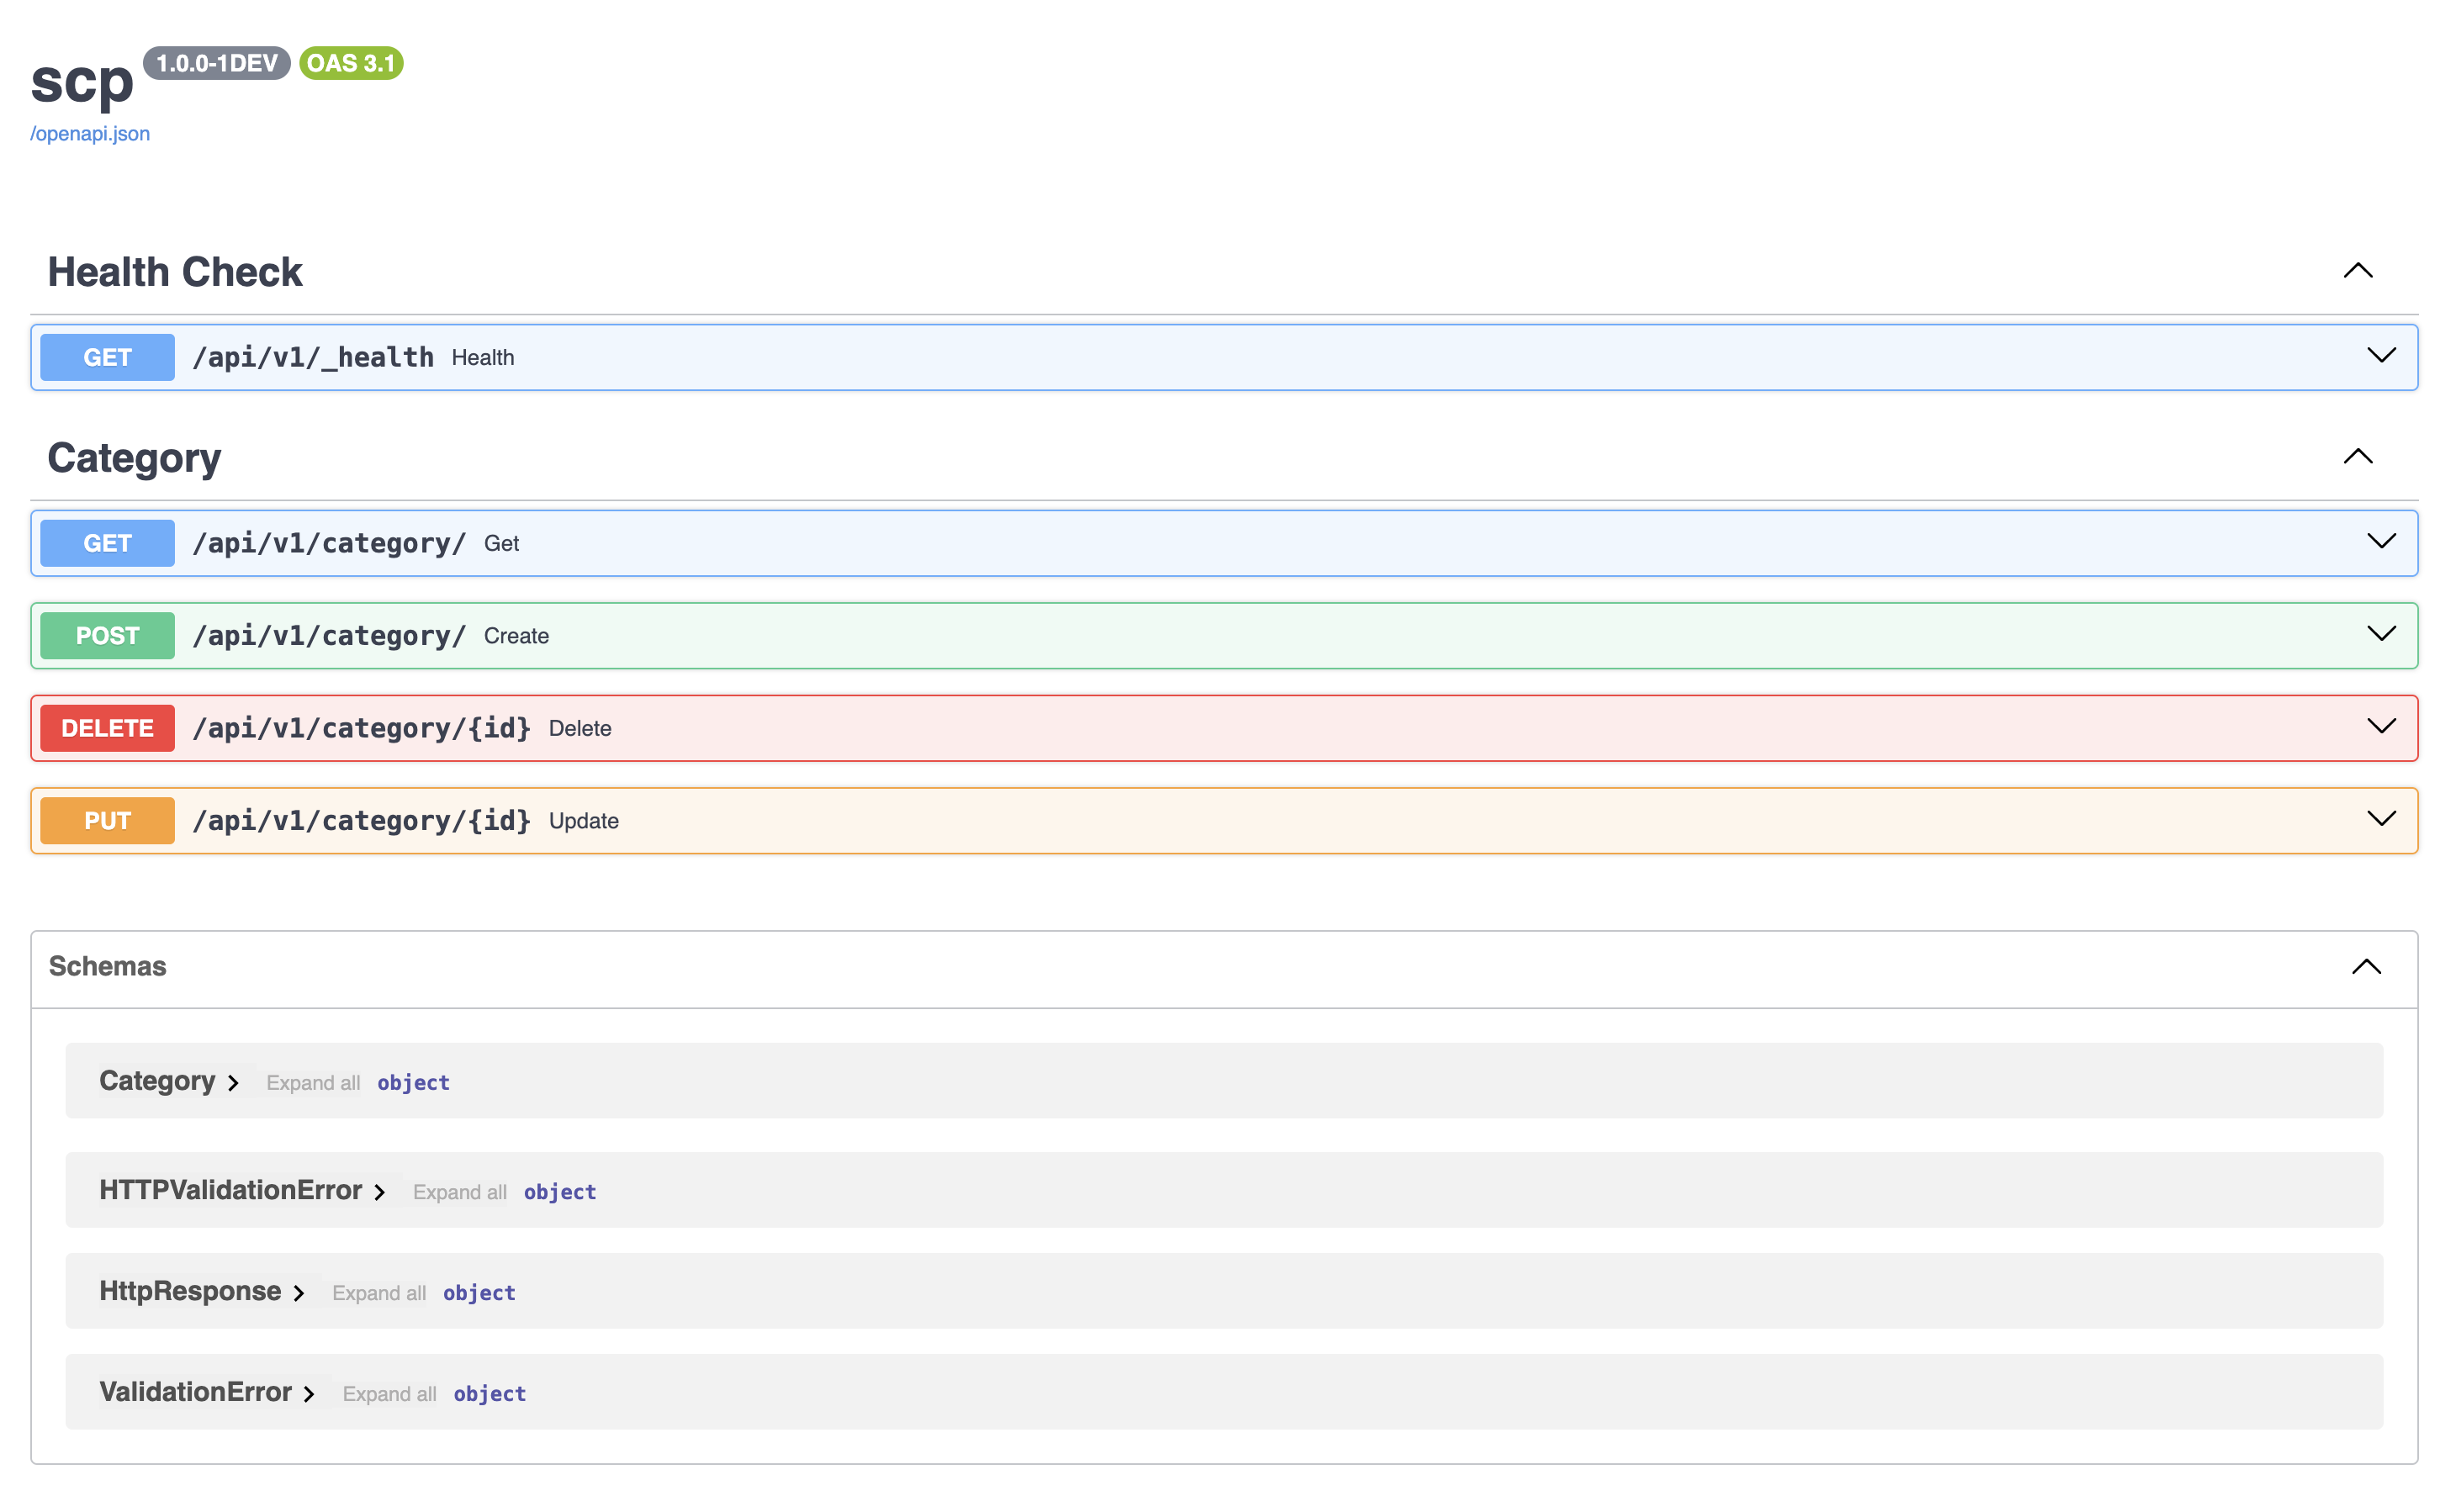 scp 1.0.0-1DEV OAS 3.1
/openapi.json
Health Check
GET /api/v1/_health Health
Category
GET /api/v1/category/ Get
POST /api/v1/category/ Create
DELETE /api/v1/category/{id} Delete
PUT /api/v1/category/{id} Update
Schemas
Category Expand all object
HTTPValidationError Expand all object
HttpResponse Expand all object
ValidationError Expand all object